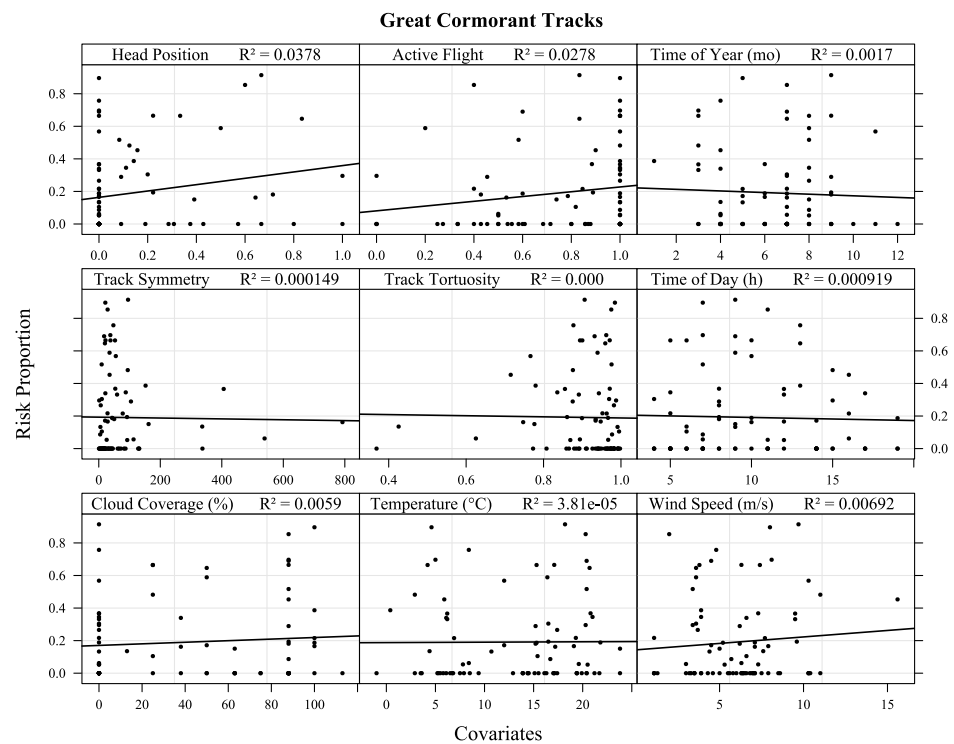 Great Cormorant Tracks
Head Position R² = 0.0378
Active Flight R² = 0.0278
Time of Year (mo) R² = 0.0017
0.8
0.6
0.4
0.2
0.0
0.0 0.2 0.4 0.6 0.8 1.0
0.0 0.2 0.4 0.6 0.8 1.0
2 4 6 8 10 12
Track Symmetry R² = 0.000149
Track Tortuosity R² = 0.000
Time of Day (h) R² = 0.000919
0.8
0.6
0.4
0.2
0.0
0 200 400 600 800
0.4 0.6 0.8 1.0
5 10 15
Cloud Coverage (%) R² = 0.0059
Temperature (°C) R² = 3.81e-05
Wind Speed (m/s) R² = 0.00692
0.8
0.6
0.4
0.2
0.0
0 20 40 60 80 100
0 5 10 15 20
5 10 15
Risk Proportion
Covariates